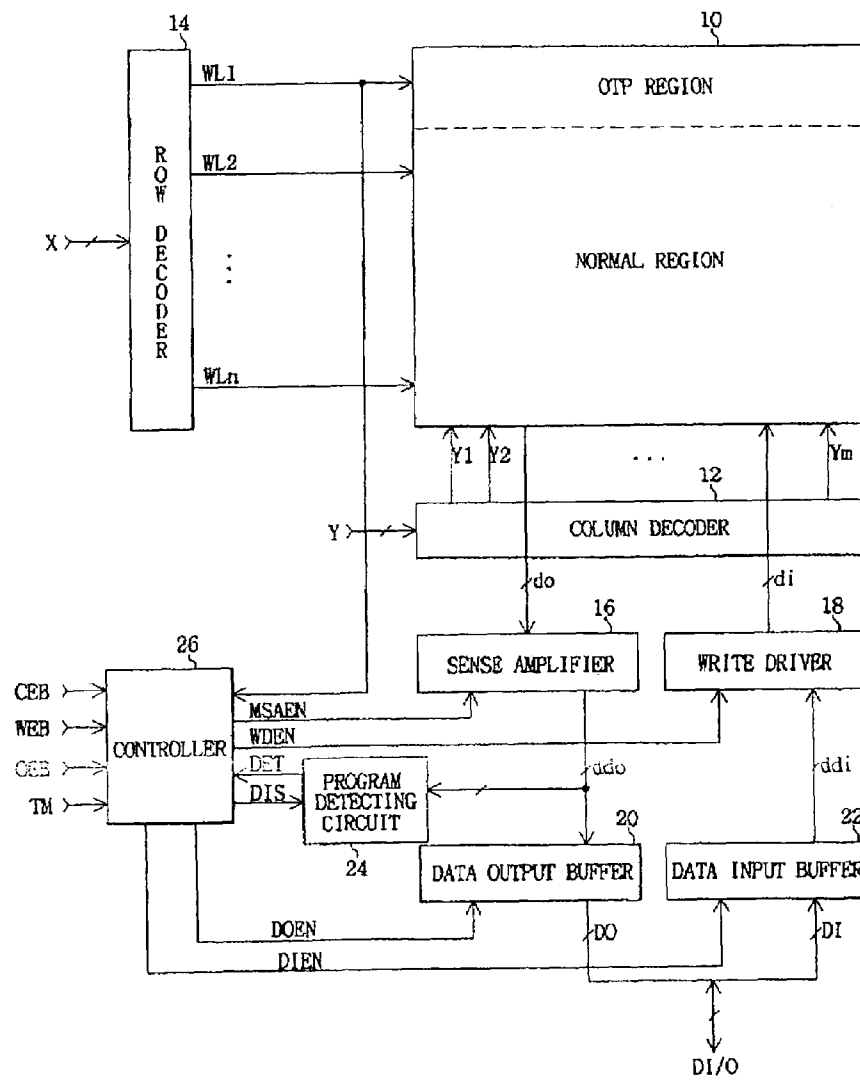 14
10
WL1
OTP REGION
ROW DECODER
WL2
X
NORMAL REGION
...
WLn
Y1
Y2
...
Ym
12
Y
COLUMN DECODER
do
di
16
18
26
SENSE AMPLIFIER
WRITE DRIVER
CEB
MSAEN
WEB
CONTROLLER
WDEN
OEB
DET
PROGRAM
DETECTING
CIRCUIT
ddo
ddi
TM
DIS
24
20
22
DATA OUTPUT BUFFER
DATA INPUT BUFFER
DOEN
DO
DI
DIEN
DI/O